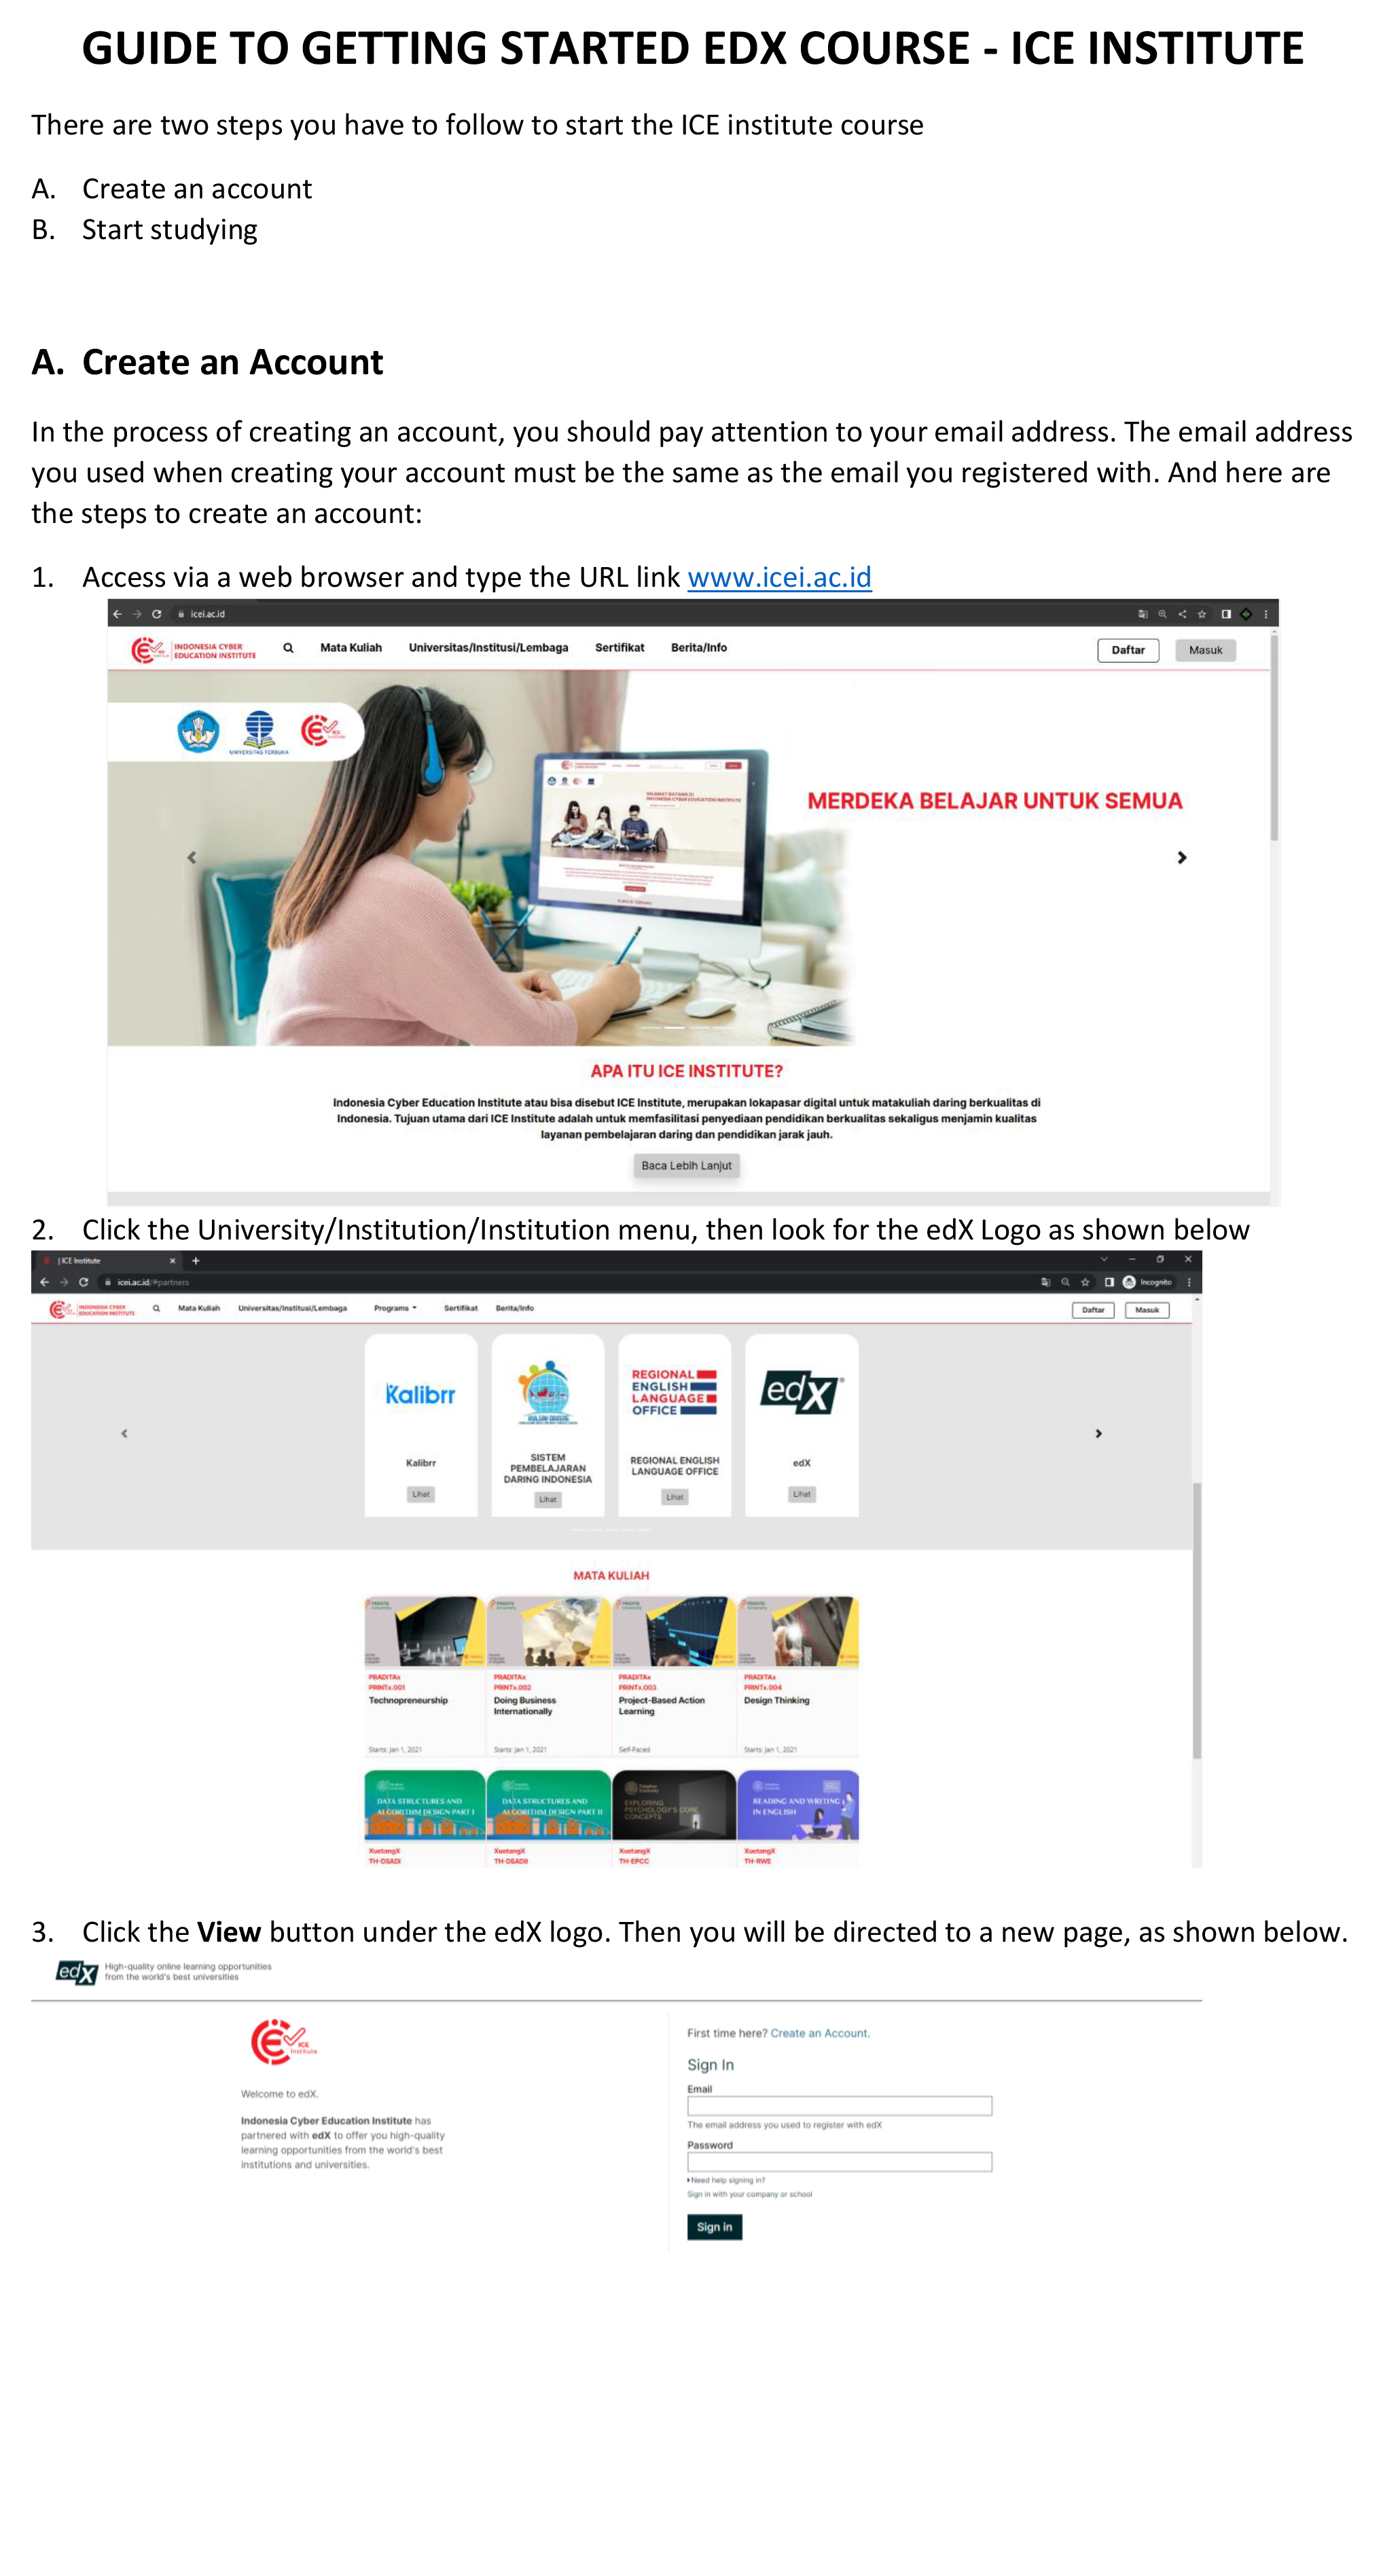 GUIDE TO GETTING STARTED EDX COURSE - ICE INSTITUTE
There are two steps you have to follow to start the ICE institute course
A. Create an account
B. Start studying
A. Create an Account
In the process of creating an account, you should pay attention to your email address. The email address
you used when creating your account must be the same as the email you registered with. And here are
the steps to create an account:
1. Access via a web browser and type the URL link www.icei.ac.id
icei.ac.id
INDONESIA CYBER
EDUCATION INSTITUTE
Mata Kuliah Universitas/Institusi/Lembaga Sertifikat Berita/Info Daftar Masuk
UNIVERSITAS TERBUKA
MERDEKA BELAJAR UNTUK SEMUA
APA ITU ICE INSTITUTE?
Indonesia Cyber Education Institute atau bisa disebut ICE Institute, merupakan lokapasar digital untuk matakuliah daring berkualitas di
Indonesia. Tujuan utama dari ICE Institute adalah untuk memfasilitasi penyediaan pendidikan berkualitas sekaligus menjamin kualitas
layanan pembelajaran daring dan pendidikan jarak jauh.
Baca Lebih Lanjut
2. Click the University/Institution/Institution menu, then look for the edX Logo as shown below
| ICE Institute
icei.ac.id/#partners Incognito
INDONESIA CYBER
EDUCATION INSTITUTE
Mata Kuliah Universitas/Institusi/Lembaga Programs Sertifikat Berita/Info Daftar Masuk
Kalibrr
REGIONAL
ENGLISH
LANGUAGE
OFFICE
edX
Kalibrr
SISTEM
PEMBELAJARAN
DARING INDONESIA
REGIONAL ENGLISH
LANGUAGE OFFICE
edX
Lihat Lihat Lihat Lihat
MATA KULIAH
PRADITAx PRADITAx PRADITAx PRADITAx
PRINTx.001 PRINTx.002 PRINTx.003 PRINTx.004
Technopreneurship
Doing Business
Internationally
Project-Based Action
Learning
Design Thinking
Starts: Jan 1, 2021 Starts: Jan 1, 2021 Self-Paced Starts: Jan 1, 2021
DATA STRUCTURES AND
ALGORITHM DESIGN PART I
DATA STRUCTURES AND
ALGORITHM DESIGN PART II
EXPLORING
PSYCHOLOGY'S CORE
CONCEPTS
READING AND WRITING
IN ENGLISH
XuetangX XuetangX XuetangX XuetangX
TH-DSADI TH-DSADII TH-EPCC TH-RWE
3. Click the View button under the edX logo. Then you will be directed to a new page, as shown below.
edX
High-quality online learning opportunities
from the world's best universities
ICE
Institute
Welcome to edX.
Indonesia Cyber Education Institute has
partnered with edX to offer you high-quality
learning opportunities from the world's best
institutions and universities.
First time here? Create an Account.
Sign In
Email
The email address you used to register with edX
Password
Need help signing in?
Sign in with your company or school
Sign in